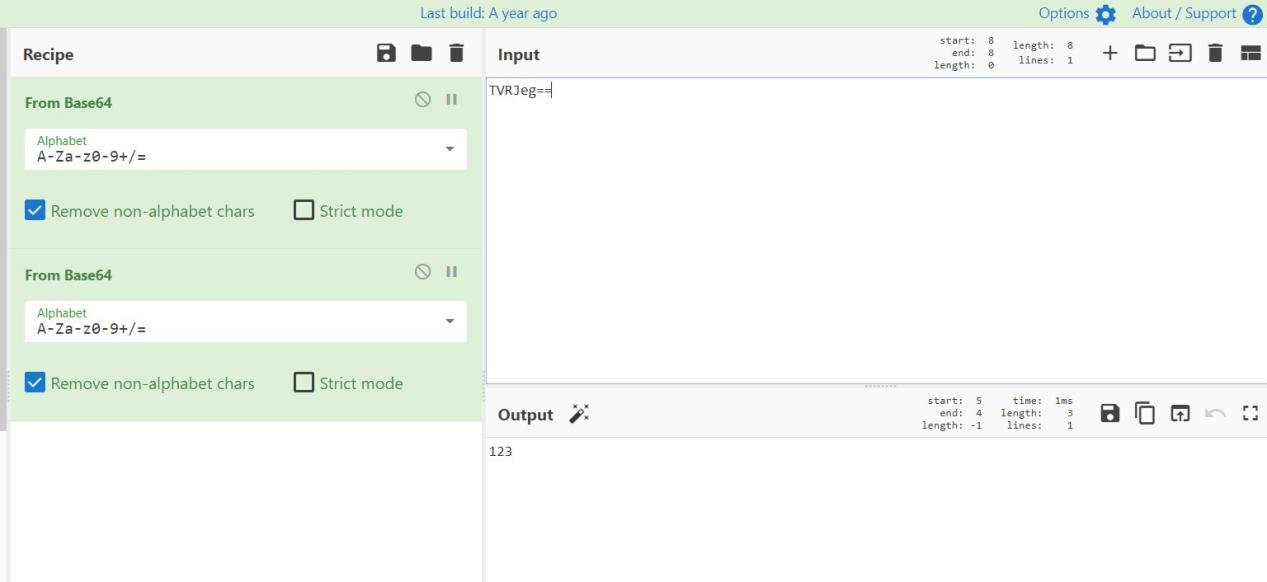 Last build: A year ago
Options
About / Support ?
Recipe
From Base64
Alphabet
A-Za-z0-9+/=
Remove non-alphabet chars
Strict mode
From Base64
Alphabet
A-Za-z0-9+/=
Remove non-alphabet chars
Strict mode
Input
start: 8
end: 8
length: 0
length: 8
lines: 1
TVRJeg==
Output
start: 5
end: 4
length: -1
time: 1ms
length: 3
lines: 1
123